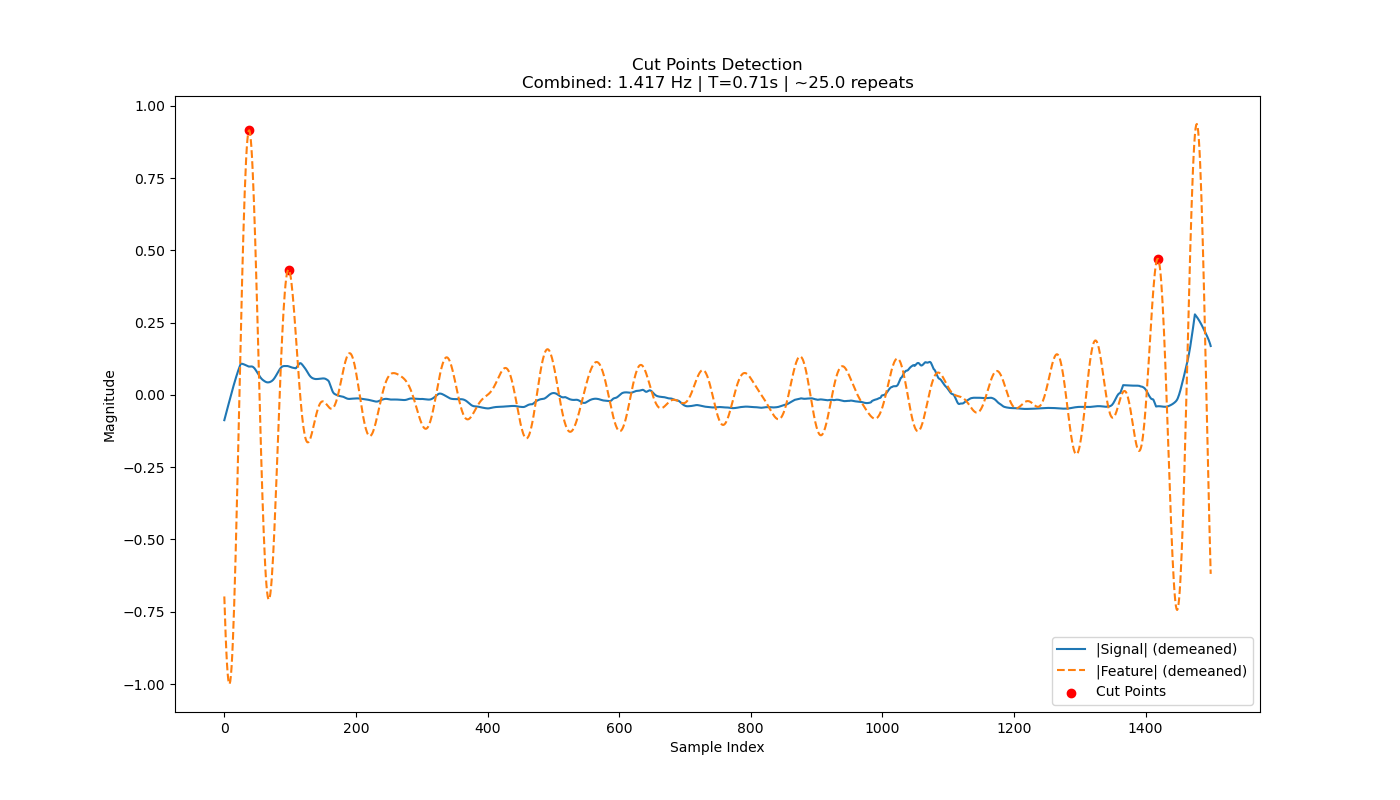 Cut Points Detection
Combined: 1.417 Hz | T=0.71s | ~25.0 repeats
Magnitude
1.00
0.75
0.50
0.25
0.00
−0.25
−0.50
−0.75
−1.00
0
200
400
600
800
1000
1200
1400
Sample Index
|Signal| (demeaned)
|Feature| (demeaned)
Cut Points